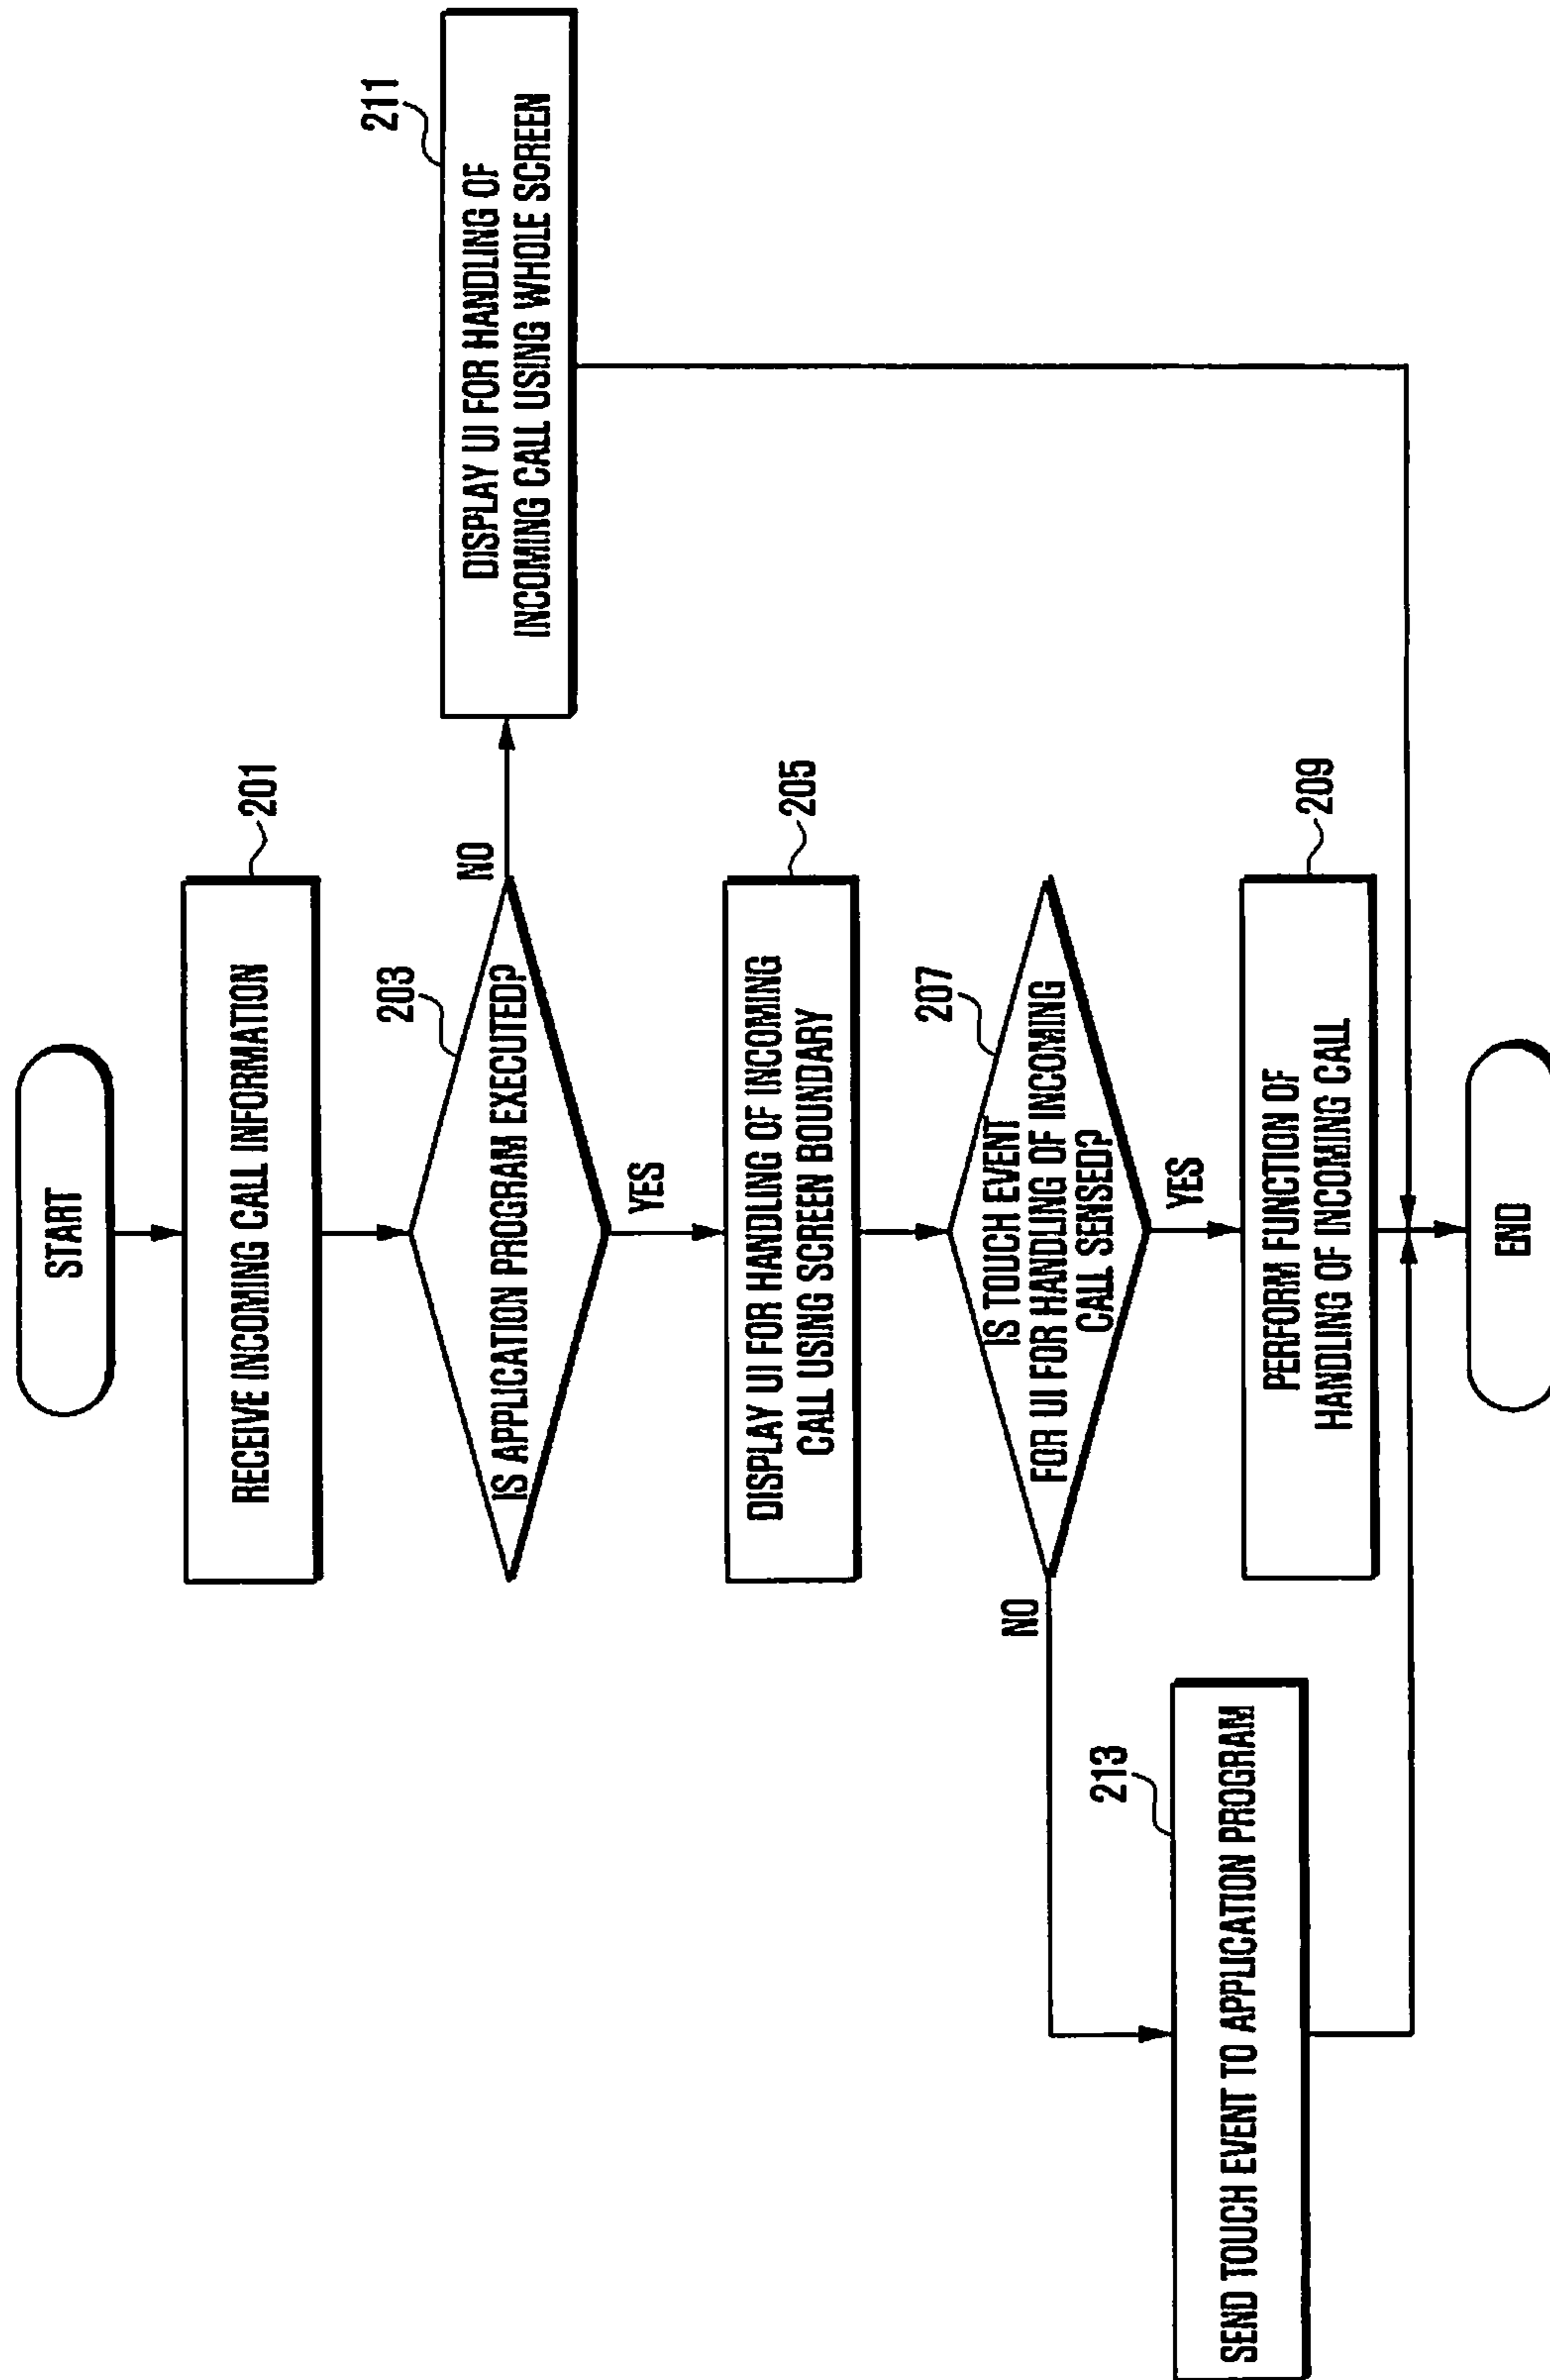 START
201
RECEIVE INCOMING CALL INFORMATION
203
IS APPLICATION PROGRAM EXECUTED?
NO
211
DISPLAY UI FOR HANDLING OF
INCOMING CALL USING WHOLE SCREEN
YES
205
DISPLAY UI FOR HANDLING OF INCOMING
CALL USING SCREEN BOUNDARY
207
IS TOUCH EVENT
FOR UI FOR HANDLING OF INCOMING
CALL SENSED?
NO
213
SEND TOUCH EVENT TO APPLICATION PROGRAM
YES
209
PERFORM FUNCTION OF
HANDLING OF INCOMING CALL
END